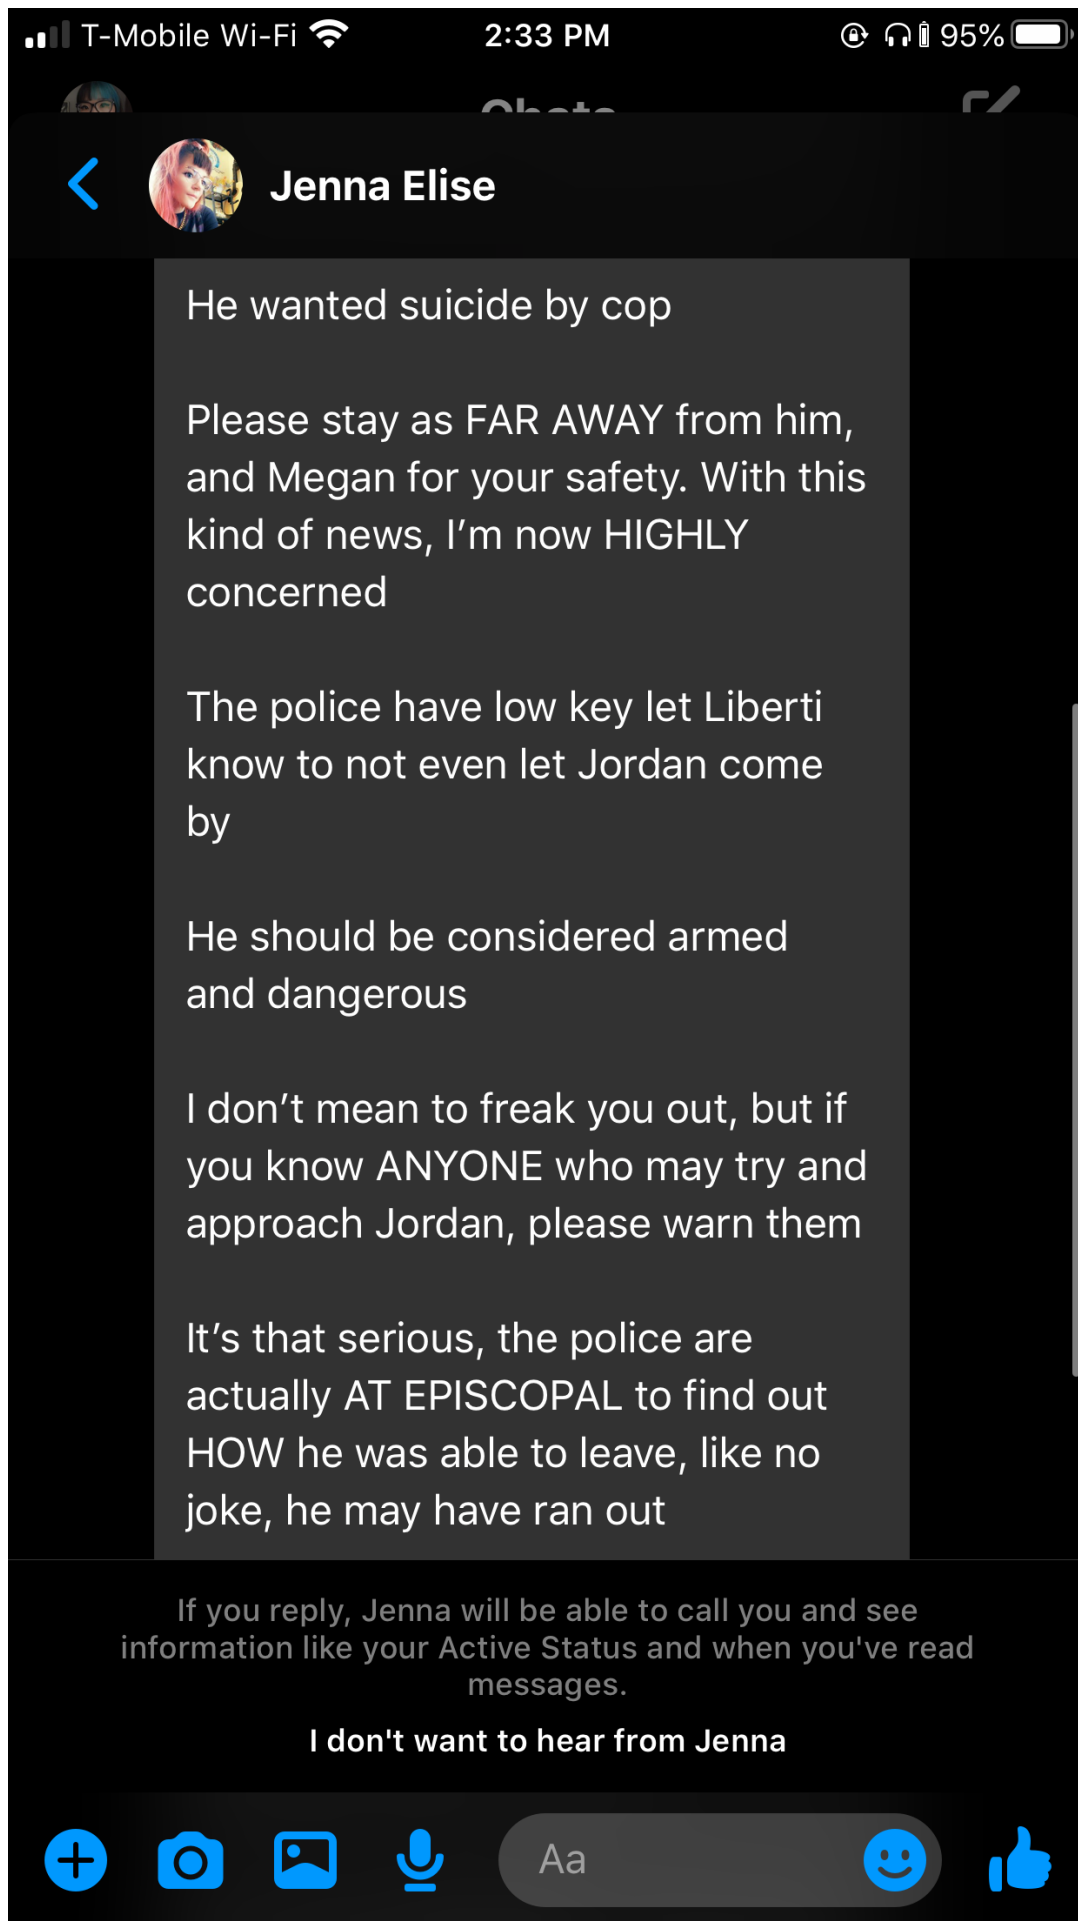 T-Mobile Wi-Fi
2:33 PM
95%
Chats
Jenna Elise
He wanted suicide by cop
Please stay as FAR AWAY from him,
and Megan for your safety. With this
kind of news, I’m now HIGHLY
concerned
The police have low key let Liberti
know to not even let Jordan come
by
He should be considered armed
and dangerous
I don’t mean to freak you out, but if
you know ANYONE who may try and
approach Jordan, please warn them
It’s that serious, the police are
actually AT EPISCOPAL to find out
HOW he was able to leave, like no
joke, he may have ran out
If you reply, Jenna will be able to call you and see
information like your Active Status and when you've read
messages.
I don't want to hear from Jenna
Aa